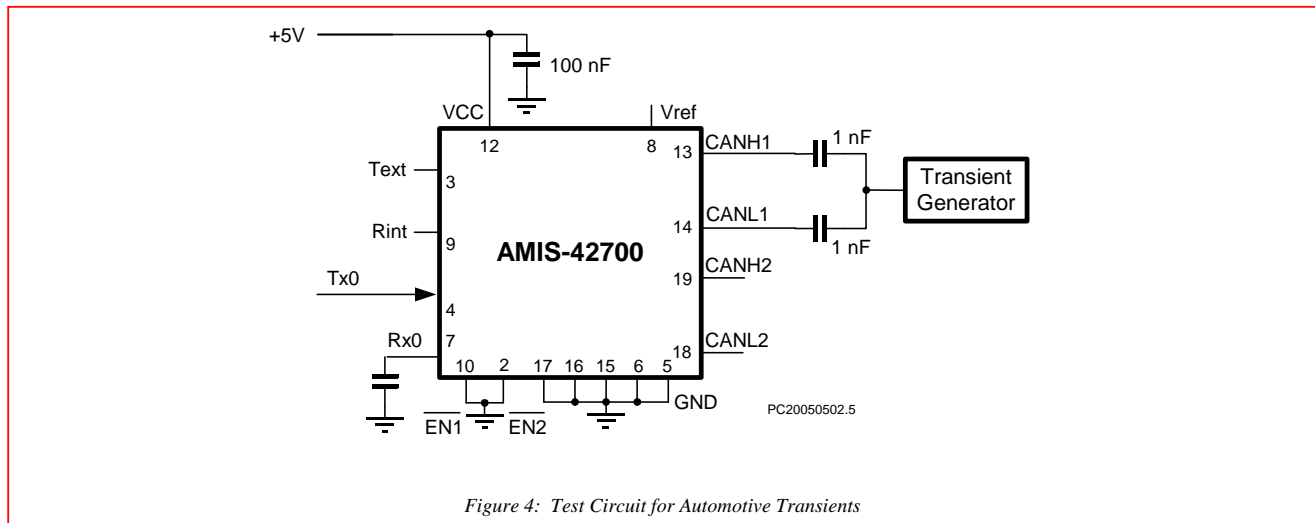 +5V
100 nF
VCC
Vref
12
8
13
CANH1
1 nF
Text
3
Transient
Generator
Rint
9
14
CANL1
1 nF
AMIS-42700
Tx0
4
19
CANH2
Rx0
7
18
CANL2
10
2
17
16
15
6
5
GND
EN1
EN2
PC20050502.5
Figure 4: Test Circuit for Automotive Transients